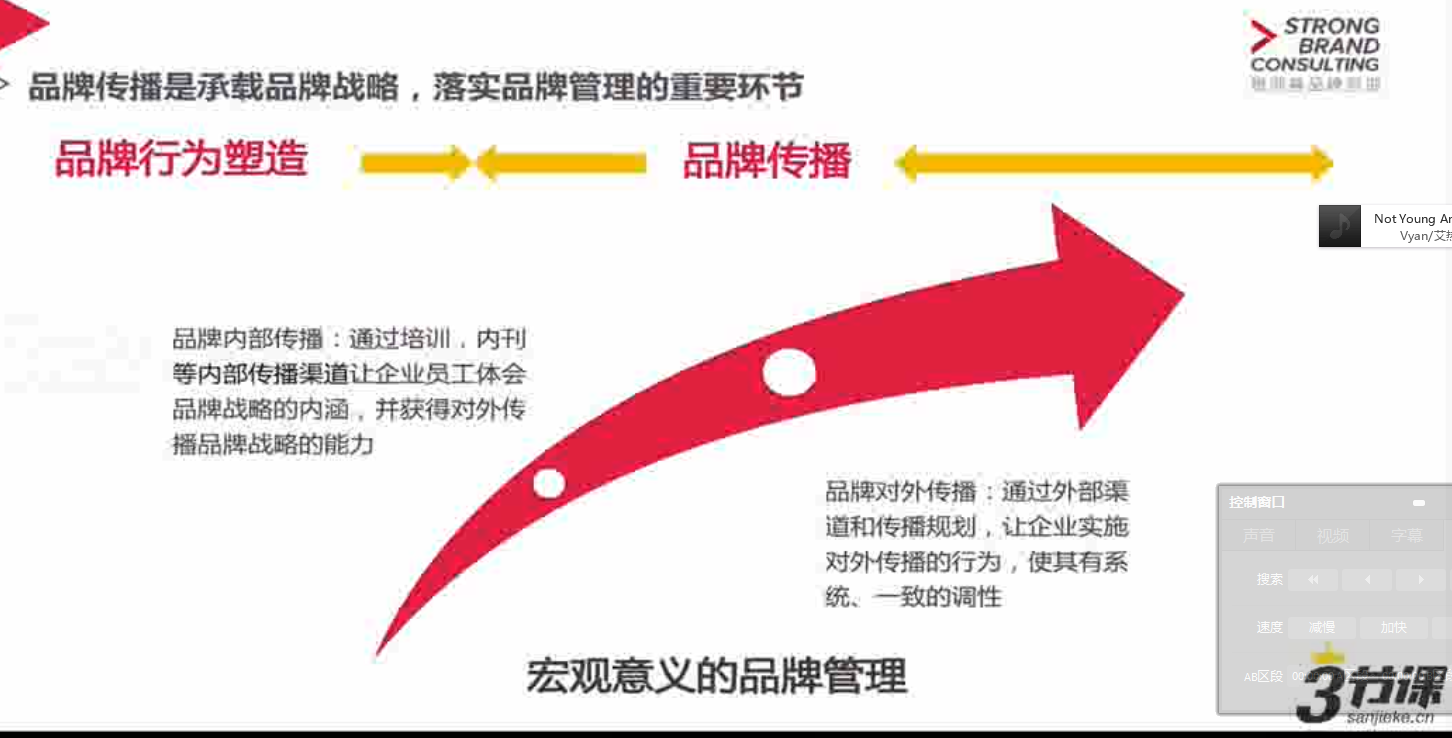 STRONG
BRAND
CONSULTING
品牌传播是承载品牌战略，落实品牌管理的重要环节
品牌行为塑造
品牌传播
Not Young
Vyan/艾
品牌内部传播：通过培训，内刊
等内部传播渠道让企业员工体会
品牌战略的内涵，并获得对外传
播品牌战略的能力
品牌对外传播：通过外部渠
道和传播规划，让企业实施
对外传播的行为，使其有系
统、一致的调性
控制窗口
声音 视频 字幕
搜索
速度 减慢 加快
AB区段
宏观意义的品牌管理
3节课
sanjieke.cn